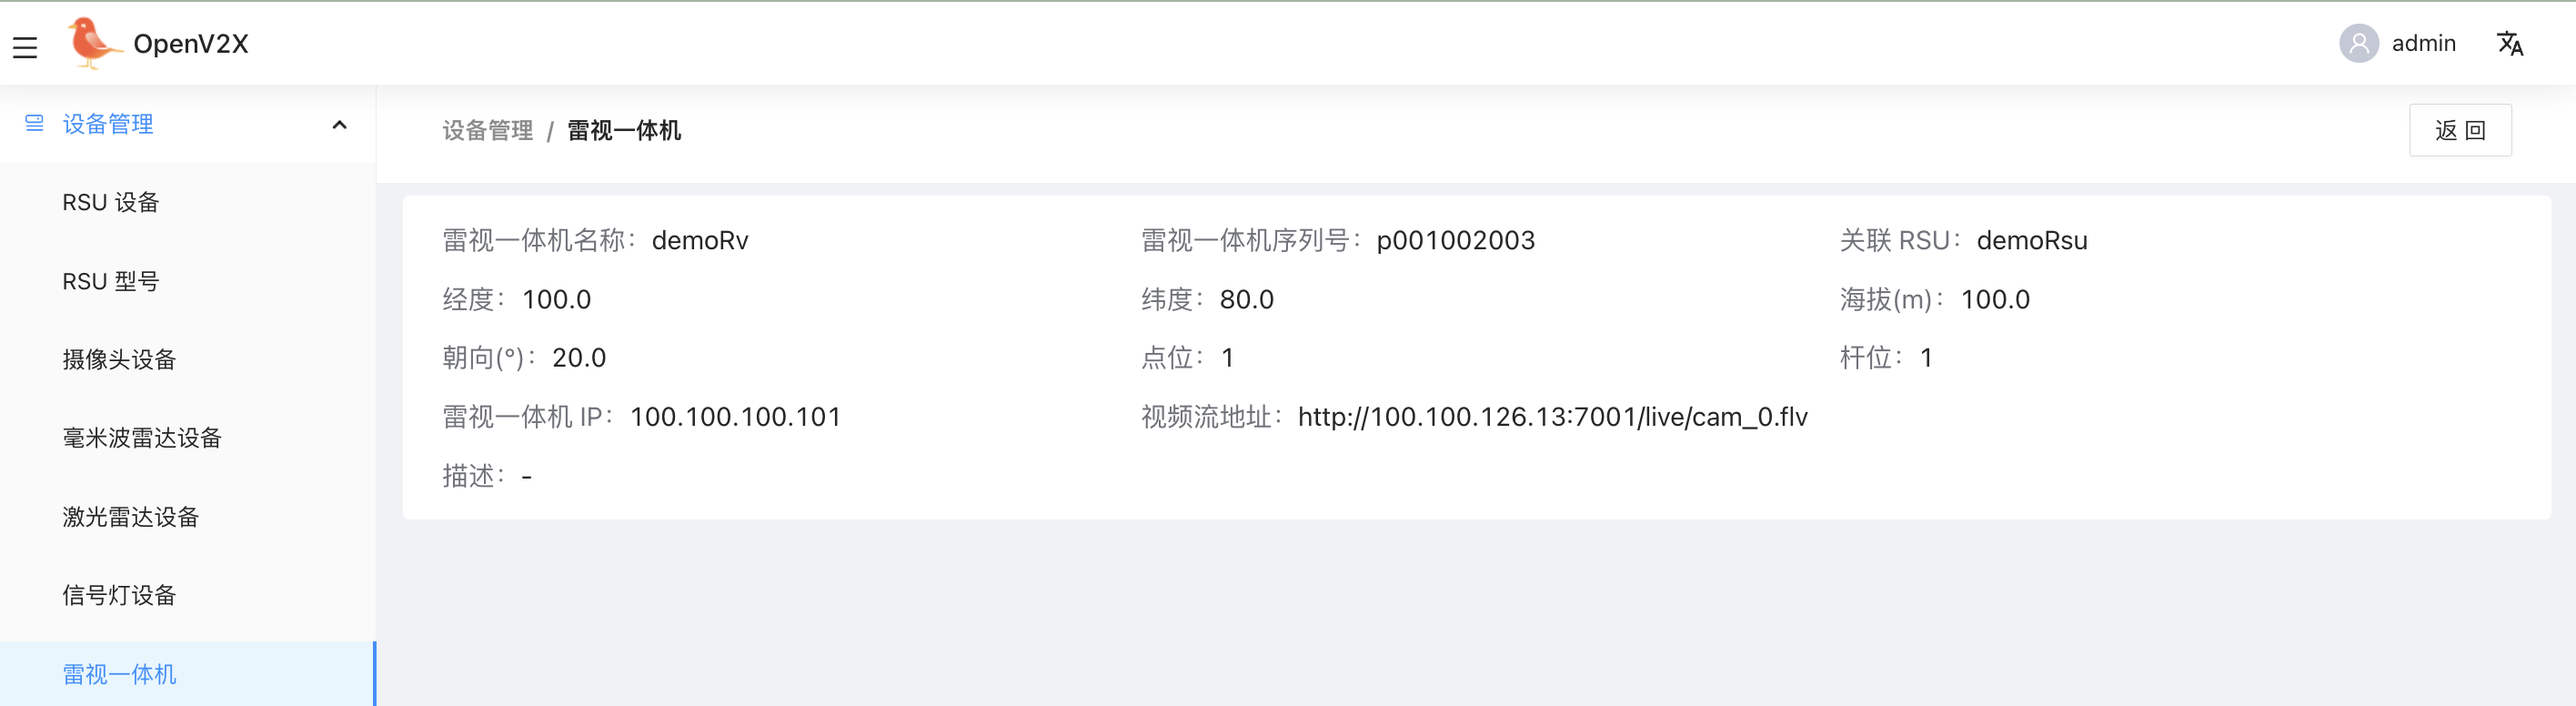 OpenV2X
admin
设备管理
设备管理 / 雷视一体机
返 回
RSU 设备
RSU 型号
摄像头设备
毫米波雷达设备
激光雷达设备
信号灯设备
雷视一体机
雷视一体机名称： demoRv
雷视一体机序列号： p001002003
关联 RSU： demoRsu
经度： 100.0
纬度： 80.0
海拔(m)： 100.0
朝向(°)： 20.0
点位： 1
杆位： 1
雷视一体机 IP： 100.100.100.101
视频流地址： http://100.100.126.13:7001/live/cam_0.flv
描述： -